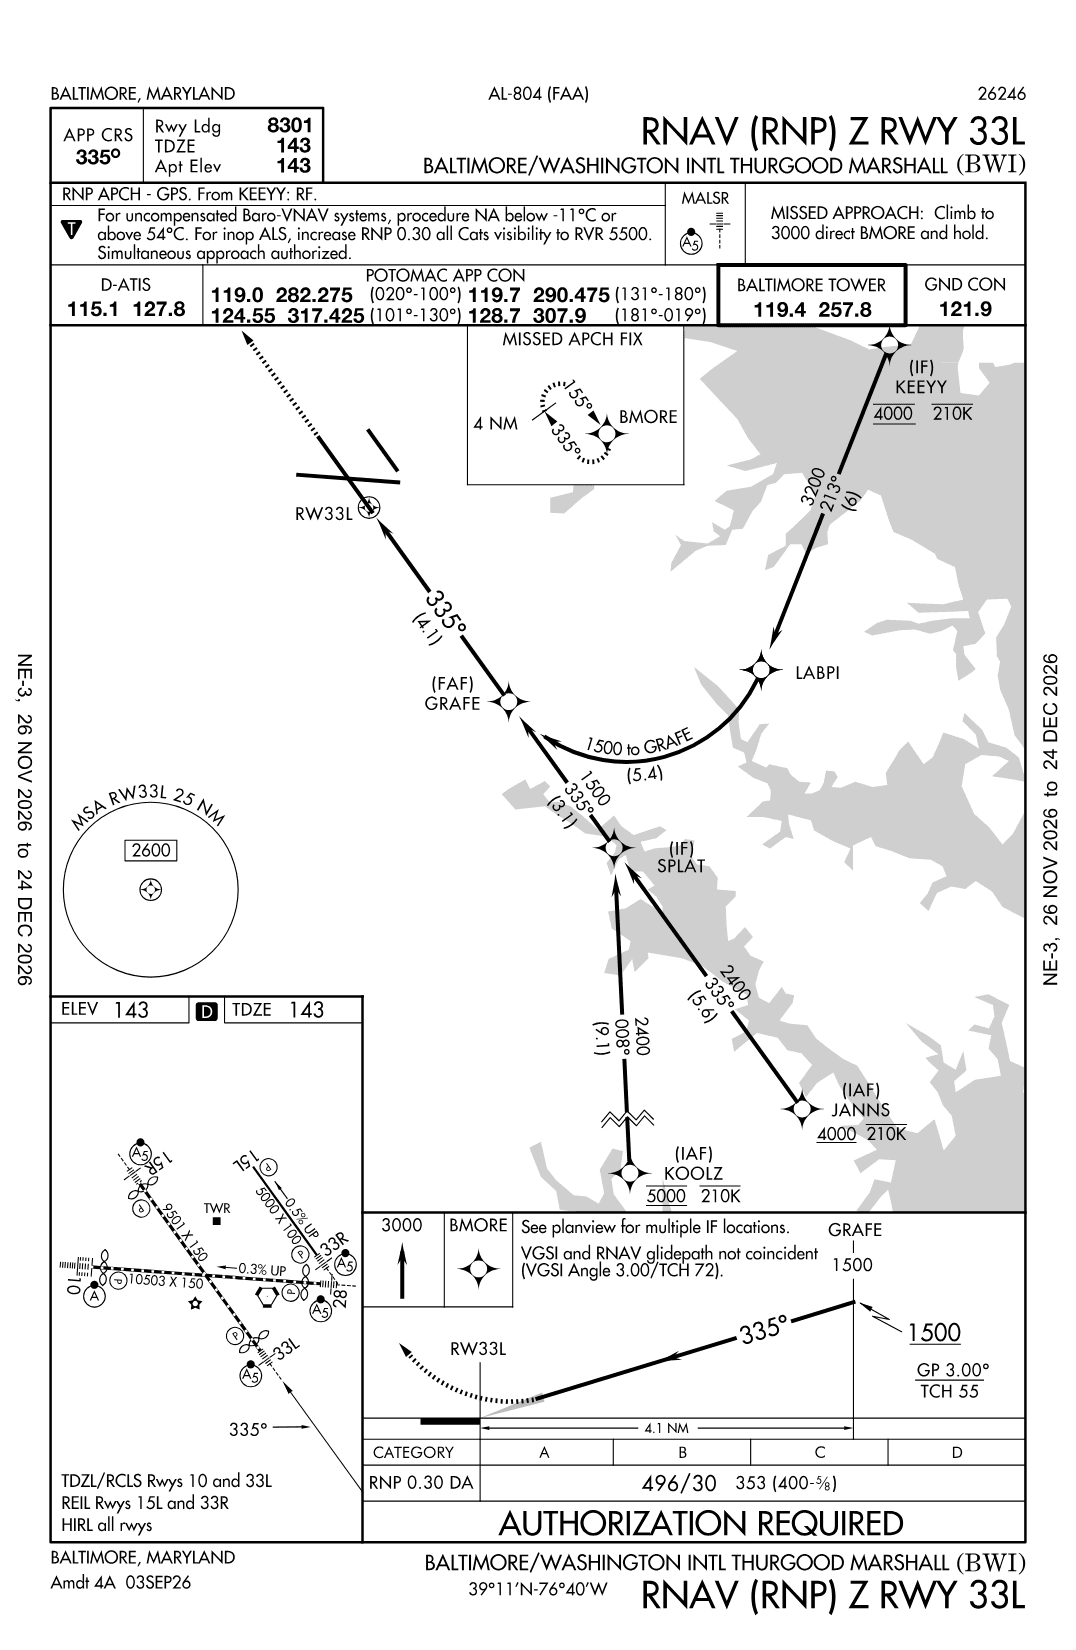 BALTIMORE, MARYLAND
AL-804 (FAA)
26246
APP CRS
335°
Rwy Ldg 8301
TDZE 143
Apt Elev 143
RNAV (RNP) Z RWY 33L
BALTIMORE/WASHINGTON INTL THURGOOD MARSHALL (BWI)
RNP APCH - GPS. From KEEYY: RF.
T
For uncompensated Baro-VNAV systems, procedure NA below -11°C or
above 54°C. For inop ALS, increase RNP 0.30 all Cats visibility to RVR 5500.
Simultaneous approach authorized.
MALSR
A5
MISSED APPROACH: Climb to
3000 direct BMORE and hold.
D-ATIS
115.1 127.8
POTOMAC APP CON
119.0 282.275 (020°-100°) 119.7 290.475 (131°-180°)
124.55 317.425 (101°-130°) 128.7 307.9 (181°-019°)
BALTIMORE TOWER
119.4 257.8
GND CON
121.9
MISSED APCH FIX
4 NM
155°
335°
BMORE
(IF)
KEEYY
4000 210K
3200
213°
(6)
RW33L
335°
(4.1)
(FAF)
GRAFE
LABPI
1500 to GRAFE
(5.4)
1500
335°
(3.1)
(IF)
SPLAT
MSA RW33L 25 NM
2600
2400
335°
(5.6)
2400
008°
(9.1)
(IAF)
JANNS
4000 210K
(IAF)
KOOLZ
5000 210K
NE-3, 26 NOV 2026 to 24 DEC 2026
NE-3, 26 NOV 2026 to 24 DEC 2026
ELEV 143
D
TDZE 143
A5
15R
P
15L
P
9501 X 150
TWR
5000 X 100
0.5% UP
P
33R
A5
10
A
P
10503 X 150
0.3% UP
P
28
A5
P
33L
A5
335°
TDZL/RCLS Rwys 10 and 33L
REIL Rwys 15L and 33R
HIRL all rwys
3000
BMORE
See planview for multiple IF locations.
VGSI and RNAV glidepath not coincident
(VGSI Angle 3.00/TCH 72).
GRAFE
1500
RW33L
335°
1500
GP 3.00°
TCH 55
4.1 NM
CATEGORY A B C D
RNP 0.30 DA 496/30 353 (400-⅝)
AUTHORIZATION REQUIRED
BALTIMORE, MARYLAND
Amdt 4A 03SEP26
39°11'N-76°40'W
BALTIMORE/WASHINGTON INTL THURGOOD MARSHALL (BWI)
RNAV (RNP) Z RWY 33L